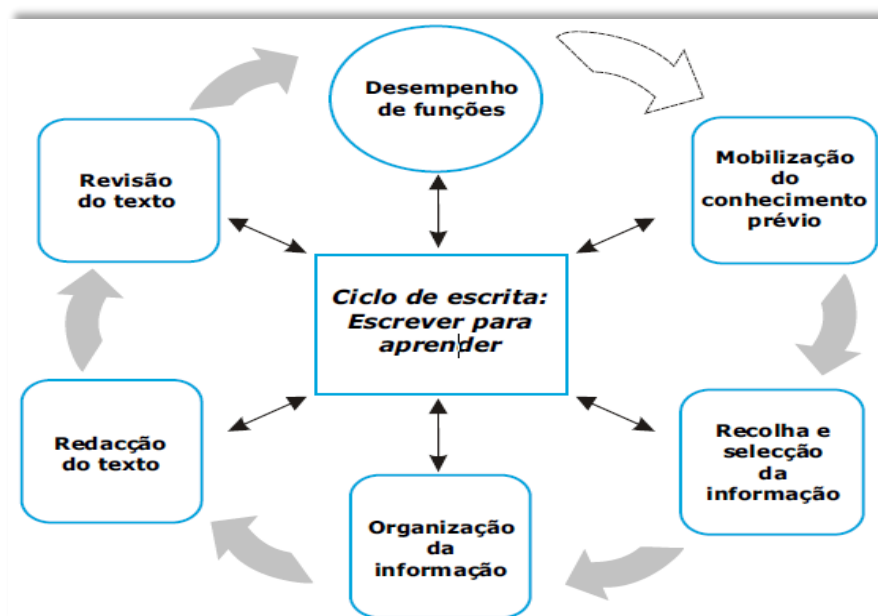 Desempenho
de funções
Mobilização
do
conhecimento
prévio
Recolha e
selecção
da
informação
Organização
da
informação
Redacção
do texto
Revisão
do texto
Ciclo de escrita:
Escrever para
aprender